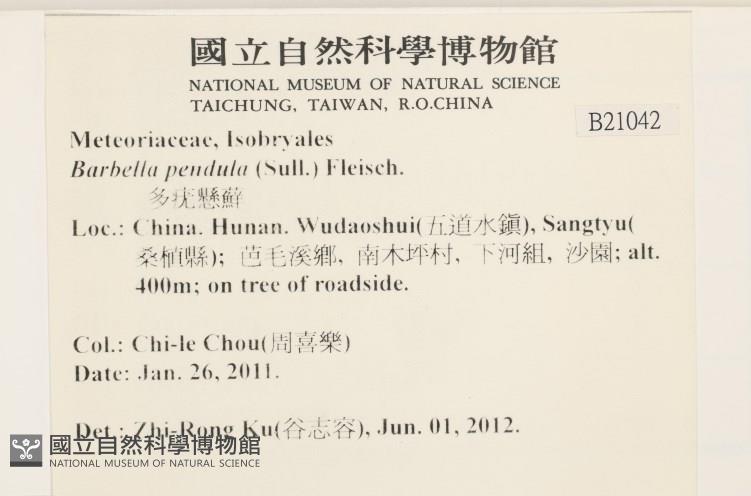 國立自然科學博物館
NATIONAL MUSEUM OF NATURAL SCIENCE
TAICHUNG, TAIWAN, R.O.CHINA
B21042
Meteoriaceae, Isobryales
Barbella pendula (Sull.) Fleisch.
多疣懸蘚
Loc.: China. Hunan. Wudaoshui(五道水鎮), Sangtyu(
桑植縣); 芭毛溪鄉, 南木坪村, 下河組, 沙園; alt.
400m; on tree of roadside.
Col.: Chi-le Chou(周喜樂)
Date: Jan. 26, 2011.
Det.: Zhi-Rong Ku(谷志容), Jun. 01, 2012.
國立自然科學博物館
NATIONAL MUSEUM OF NATURAL SCIENCE